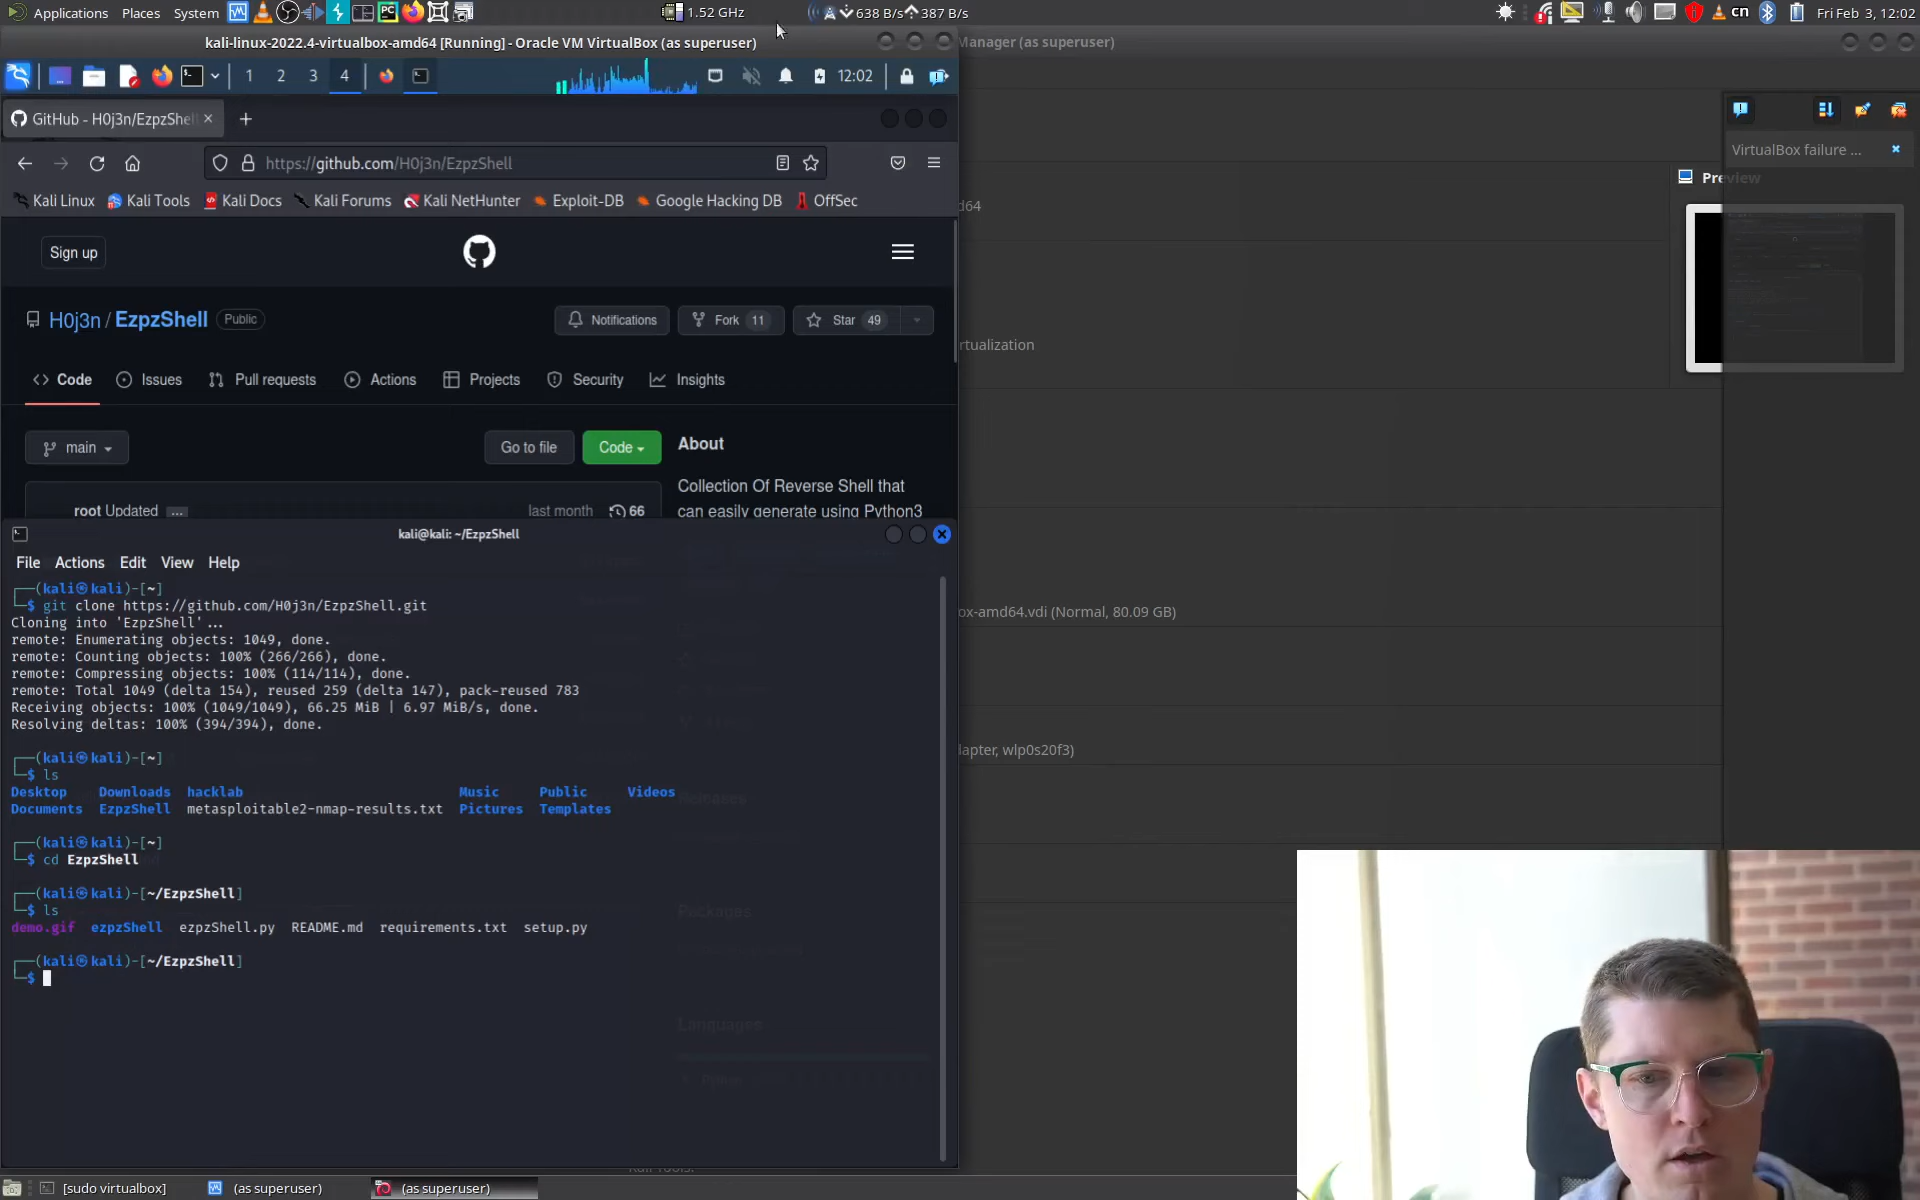 Applications Places System 1.52 GHz 638 B/s 387 B/s cn Fri Feb 3, 12:02
kali-linux-2022.4-virtualbox-amd64 [Running] - Oracle VM VirtualBox (as superuser)
Manager (as superuser)
1 2 3 4 12:02
GitHub - H0j3n/EzpzShel
https://github.com/H0j3n/EzpzShell
Kali Linux Kali Tools Kali Docs Kali Forums Kali NetHunter Exploit-DB Google Hacking DB OffSec
VirtualBox failure ...
Preview
d64
Sign up
H0j3n / EzpzShell Public Notifications Fork 11 Star 49
rtualization
Code Issues Pull requests Actions Projects Security Insights
main Go to file Code
About
Collection Of Reverse Shell that
can easily generate using Python3
root Updated ... last month 66
kali@kali: ~/EzpzShell
File Actions Edit View Help
┌──(kali㉿kali)-[~]
└─$ git clone https://github.com/H0j3n/EzpzShell.git
Cloning into 'EzpzShell'...
remote: Enumerating objects: 1049, done.
remote: Counting objects: 100% (266/266), done.
remote: Compressing objects: 100% (114/114), done.
remote: Total 1049 (delta 154), reused 259 (delta 147), pack-reused 783
Receiving objects: 100% (1049/1049), 66.25 MiB | 6.97 MiB/s, done.
Resolving deltas: 100% (394/394), done.
┌──(kali㉿kali)-[~]
└─$ ls
Desktop Downloads hacklab Music Public Videos
Documents EzpzShell metasploitable2-nmap-results.txt Pictures Templates
┌──(kali㉿kali)-[~]
└─$ cd EzpzShell
┌──(kali㉿kali)-[~/EzpzShell]
└─$ ls
demo.gif ezpzShell ezpzShell.py README.md requirements.txt setup.py
┌──(kali㉿kali)-[~/EzpzShell]
└─$
Releases
Packages
Languages
Python
ox-amd64.vdi (Normal, 80.09 GB)
dapter, wlp0s20f3)
Kali Tools.
[sudo virtualbox] (as superuser) (as superuser)